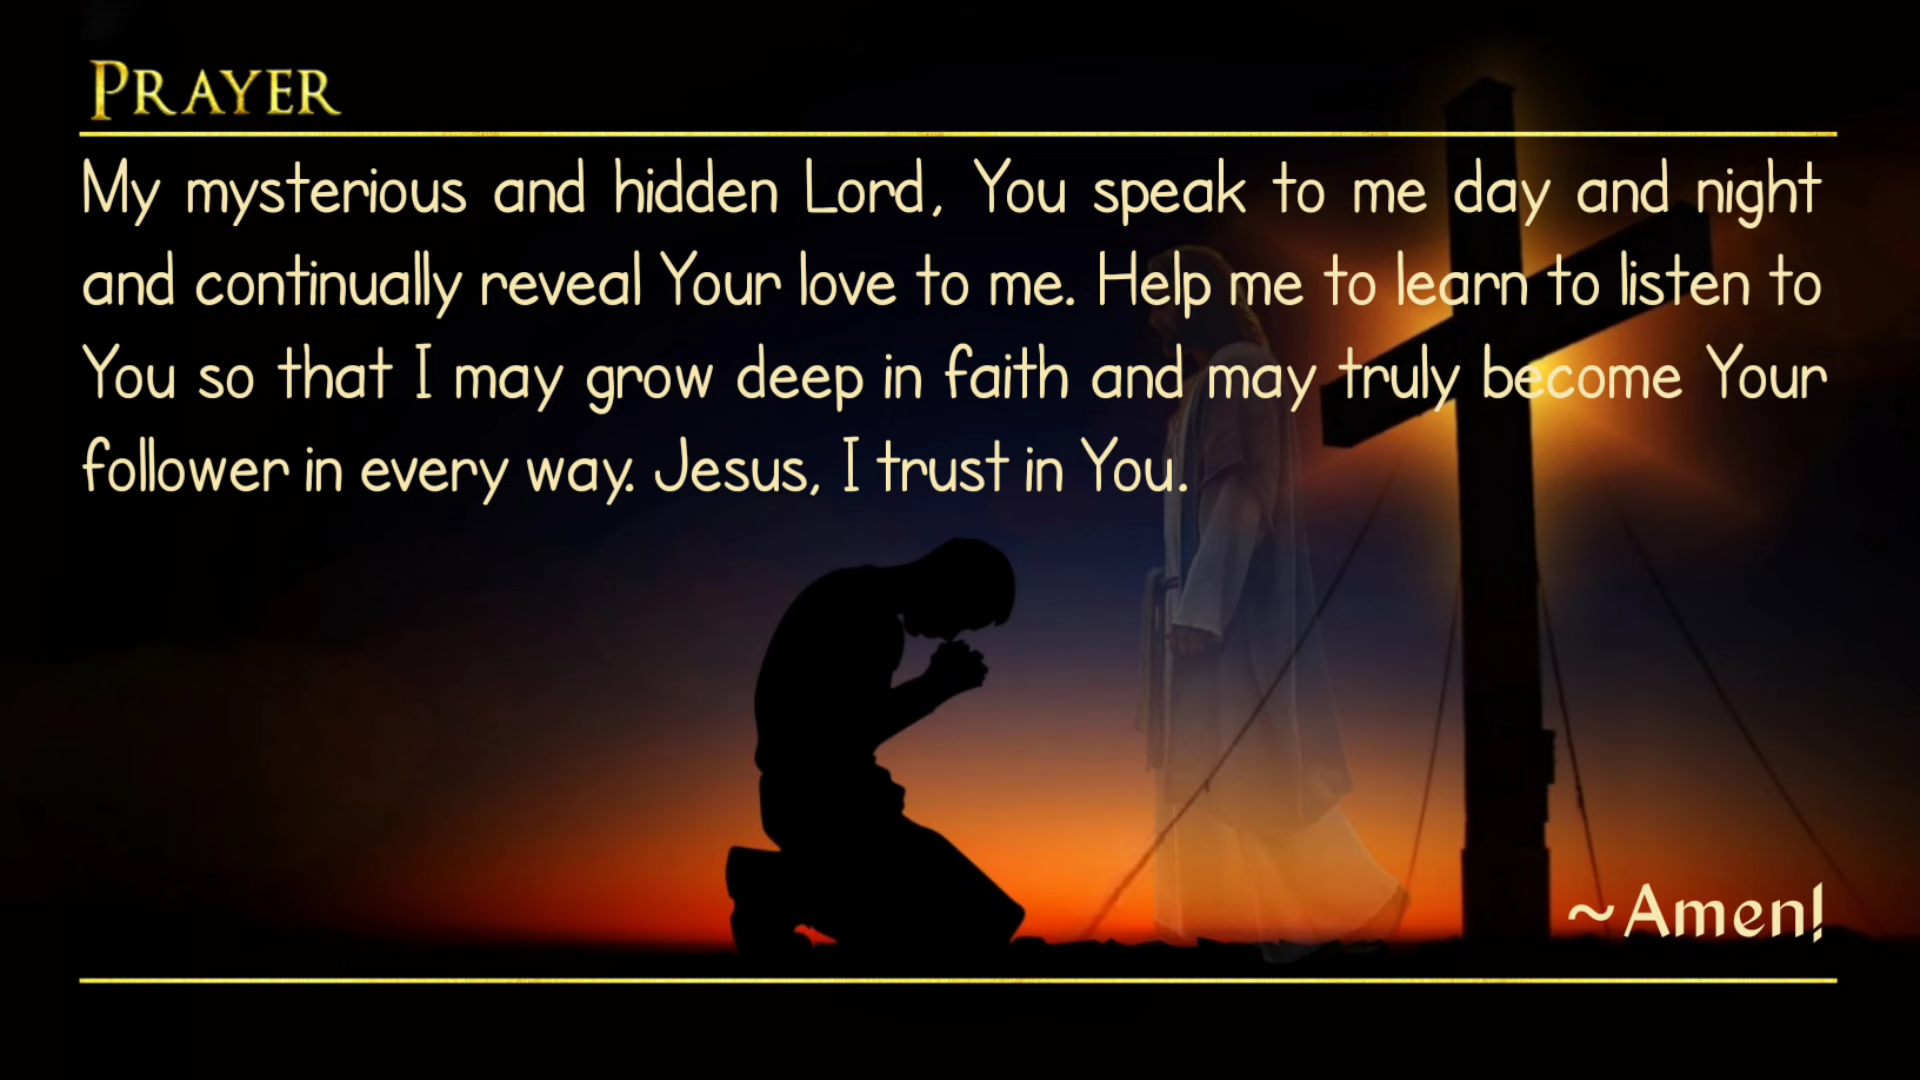 PRAYER
My mysterious and hidden Lord, You speak to me day and night
and continually reveal Your love to me. Help me to learn to listen to
You so that I may grow deep in faith and may truly become Your
follower in every way. Jesus, I trust in You.
~Amen!